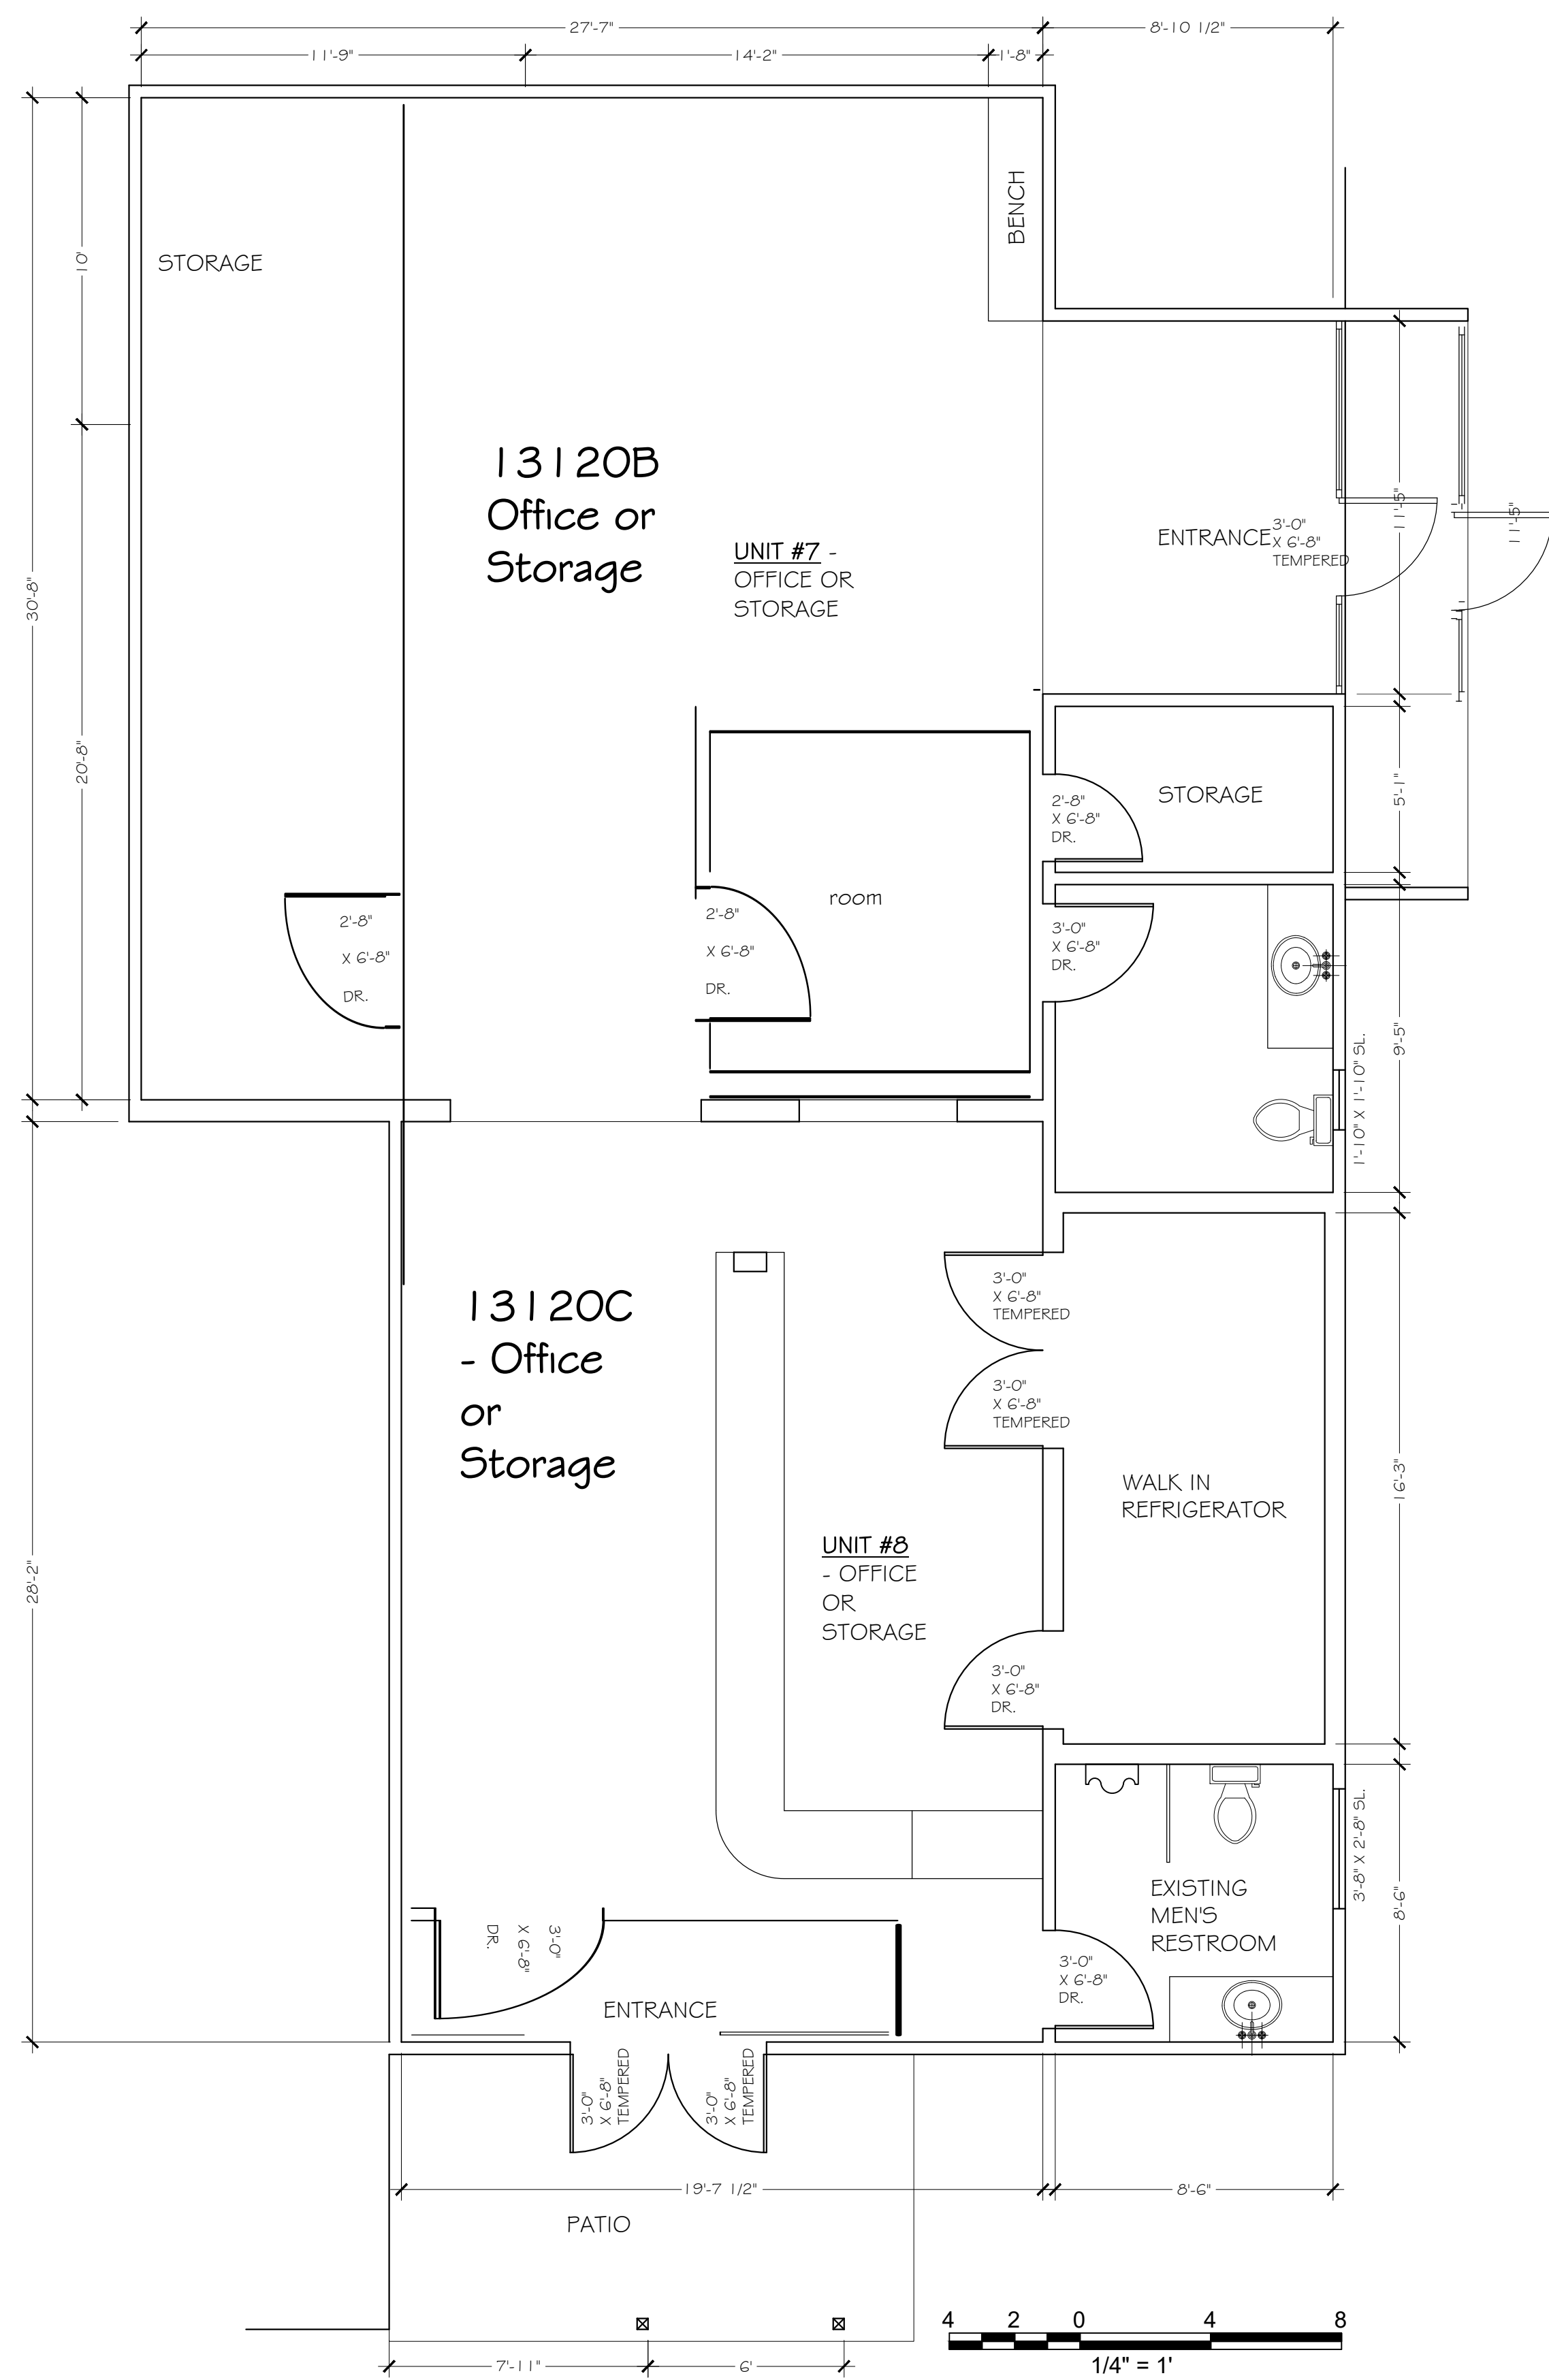 27'-7"
8'-10 1/2"
11'-9"
14'-2"
1'-8"
BENCH
STORAGE
10'
13120B
Office or
Storage
UNIT #7 -
OFFICE OR
STORAGE
ENTRANCE
3'-0"
X 6'-8"
TEMPERED
11'-5"
11'-5"
30'-8"
20'-8"
2'-8"
X 6'-8"
DR.
STORAGE
5'-1"
room
2'-8"
X 6'-8"
DR.
2'-8"
X 6'-8"
DR.
3'-0"
X 6'-8"
DR.
9'-5"
1'-10" X 1'-10" SL.
13120C
- Office
or
Storage
3'-0"
X 6'-8"
TEMPERED
3'-0"
X 6'-8"
TEMPERED
WALK IN
REFRIGERATOR
16'-3"
UNIT #8
- OFFICE
OR
STORAGE
28'-2"
3'-0"
X 6'-8"
DR.
3'-8" X 2'-8" SL.
EXISTING
MEN'S
RESTROOM
8'-6"
3'-0"
X 6'-8"
DR.
3'-0"
X 6'-8"
DR.
ENTRANCE
3'-0"
X 6'-8"
TEMPERED
3'-0"
X 6'-8"
TEMPERED
19'-7 1/2"
8'-6"
PATIO
4 2 0 4 8
1/4" = 1'
7'-11"
6'